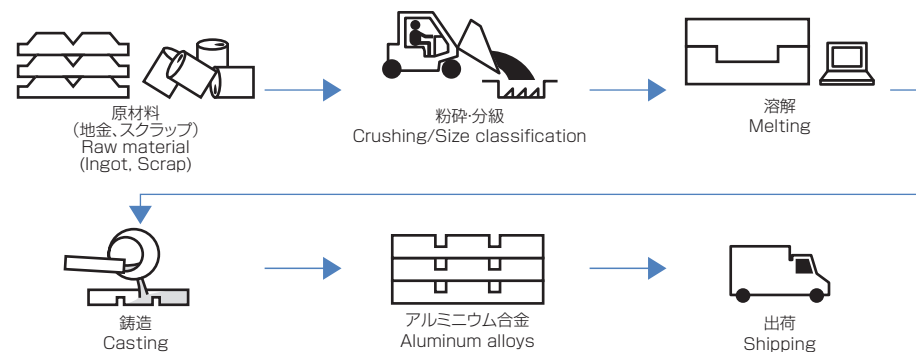 原材料
(地金、スクラップ)
Raw material
(Ingot, Scrap)
粉砕・分級
Crushing/Size classification
溶解
Melting
鋳造
Casting
アルミニウム合金
Aluminum alloys
出荷
Shipping